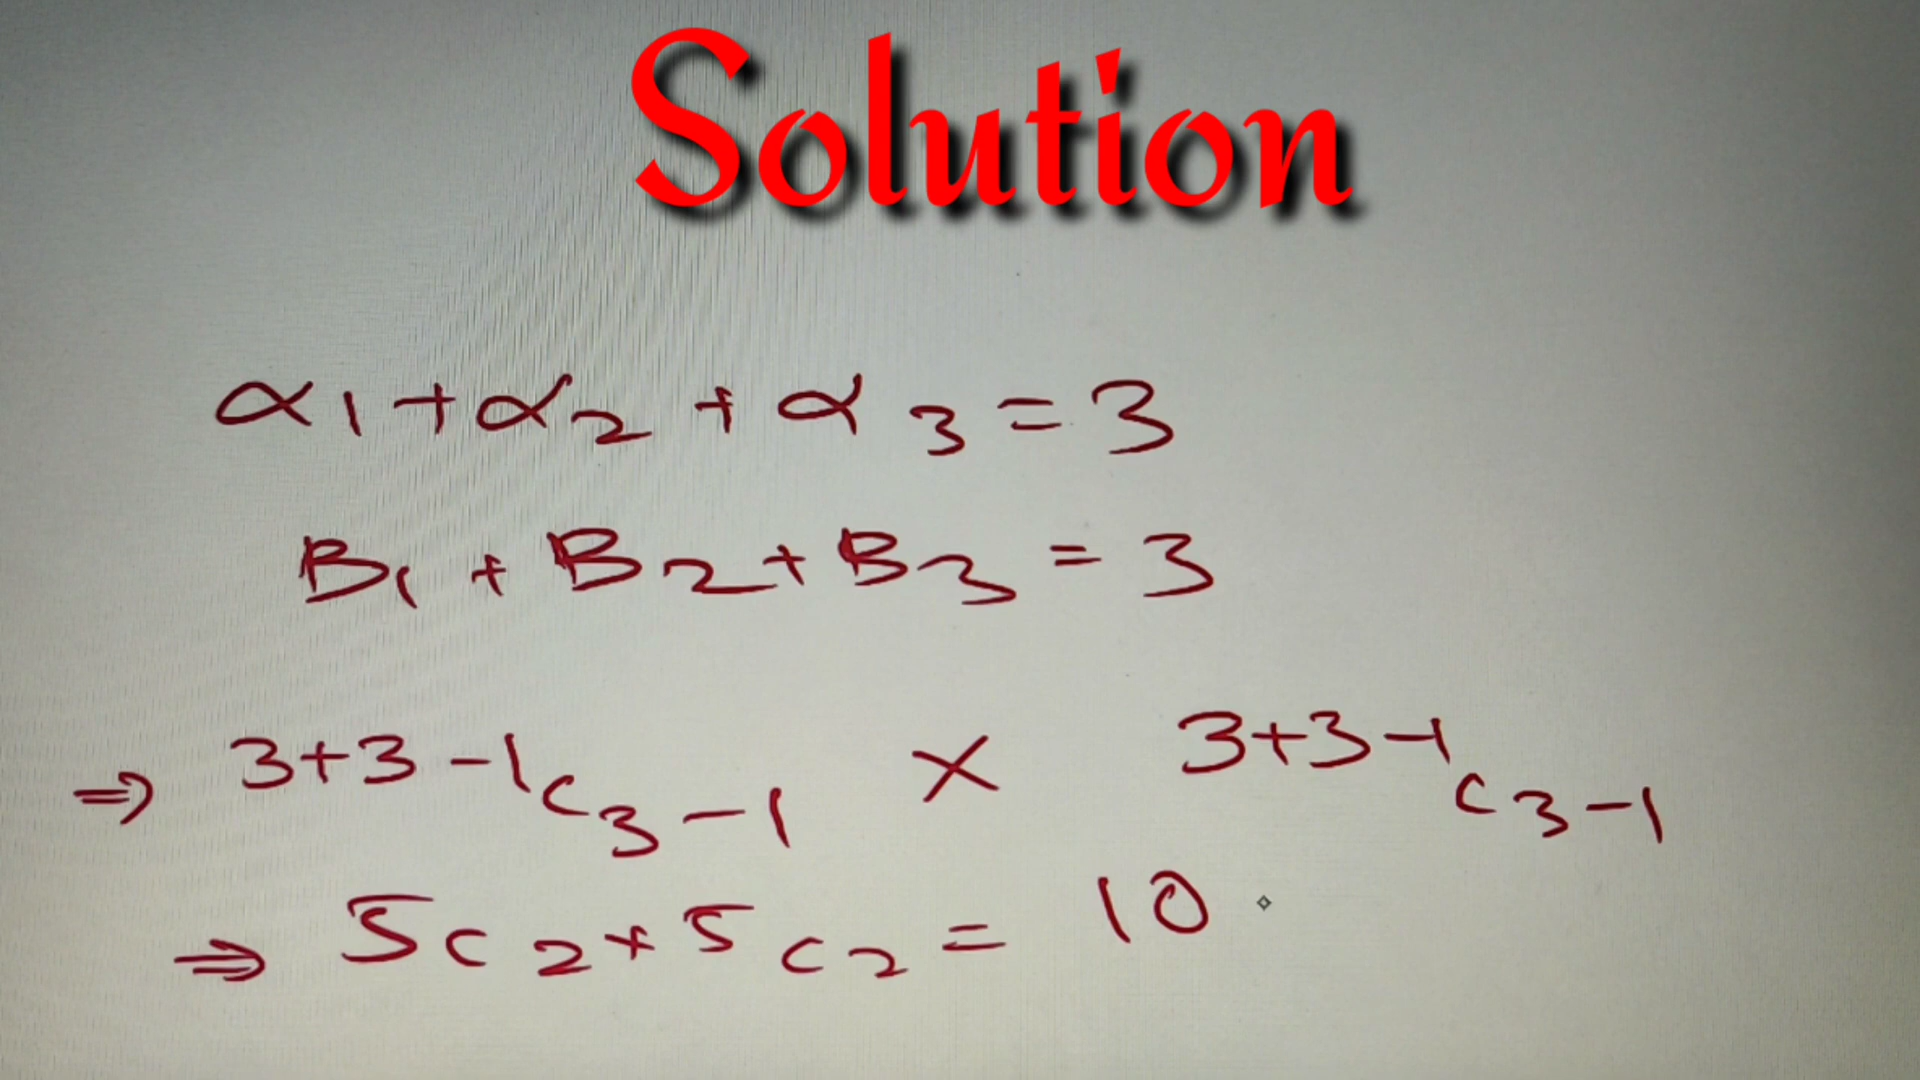 Solution
α1+α2+α3=3
B1+B2+B3=3
⇒ 3+3-1C3-1 × 3+3-1C3-1
⇒ 5C2+5C2=10